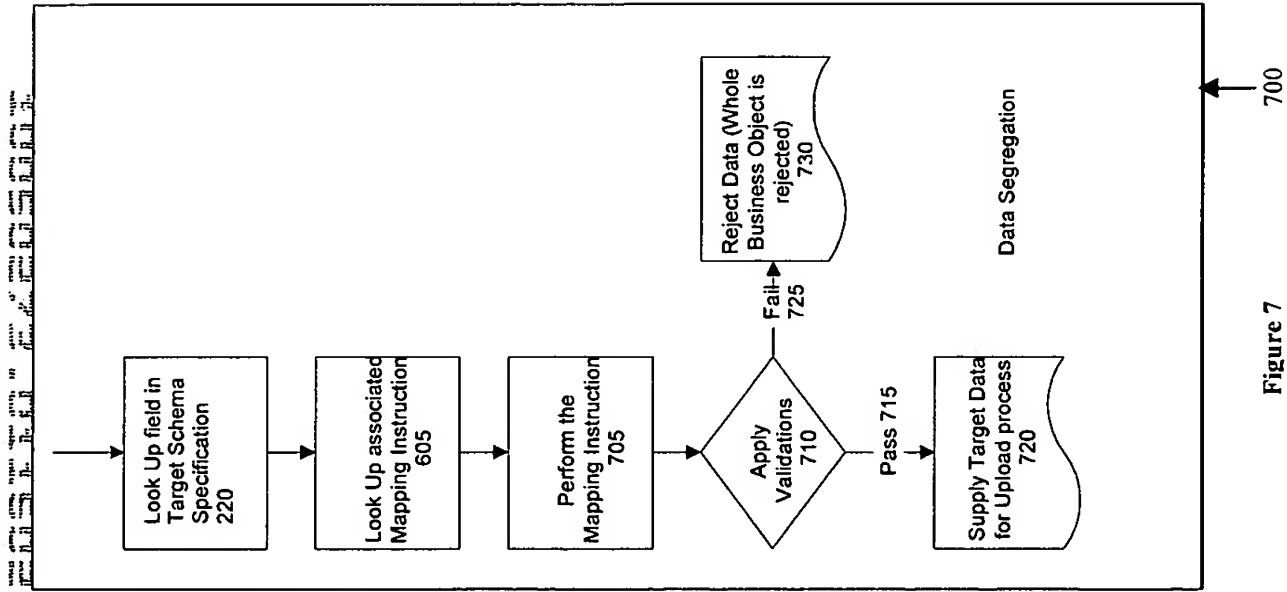 Look Up field in
Target Schema
Specification
220
Look Up associated
Mapping Instruction
605
Perform the
Mapping Instruction
705
Apply
Validations
710
Fail
725
Reject Data (Whole
Business Object is
rejected)
730
Pass 715
Supply Target Data
for Upload process
720
Data Segregation
700
Figure 7